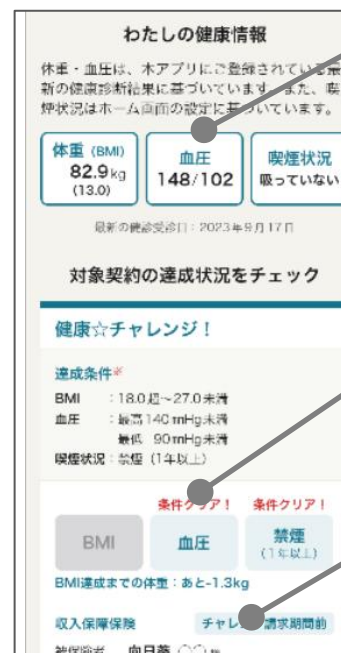 わたしの健康情報
体重・血圧は、本アプリにご登録されている最
新の健康診断結果に基づいています。また、喫
煙状況はホーム画面の設定に基づいています。
体重 (BMI)
82.9kg
(13.0)
血圧
148/102
喫煙状況
吸っていない
最新の健診受診日：2023年9月17日
対象契約の達成状況をチェック
健康☆チャレンジ！
達成条件※
BMI ：18.0超～27.0未満
血圧 ：最高140mHg未満
最低 90mHg未満
喫煙状況：禁煙（1年以上）
条件クリア！
条件クリア！
BMI
血圧
禁煙
（1年以上）
BMI達成までの体重：あと-1.3kg
収入保障保険
チャレ 請求期間前
被保険者 向日葵 〇〇